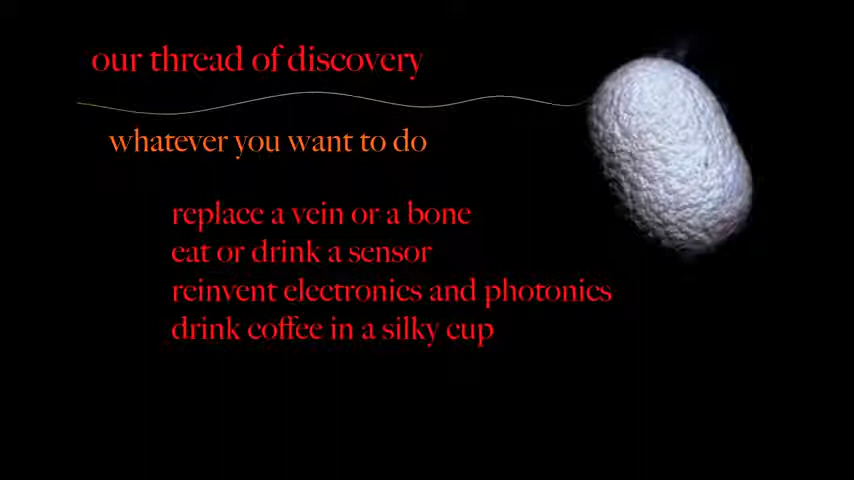 our thread of discovery
whatever you want to do
replace a vein or a bone
eat or drink a sensor
reinvent electronics and photonics
drink coffee in a silky cup